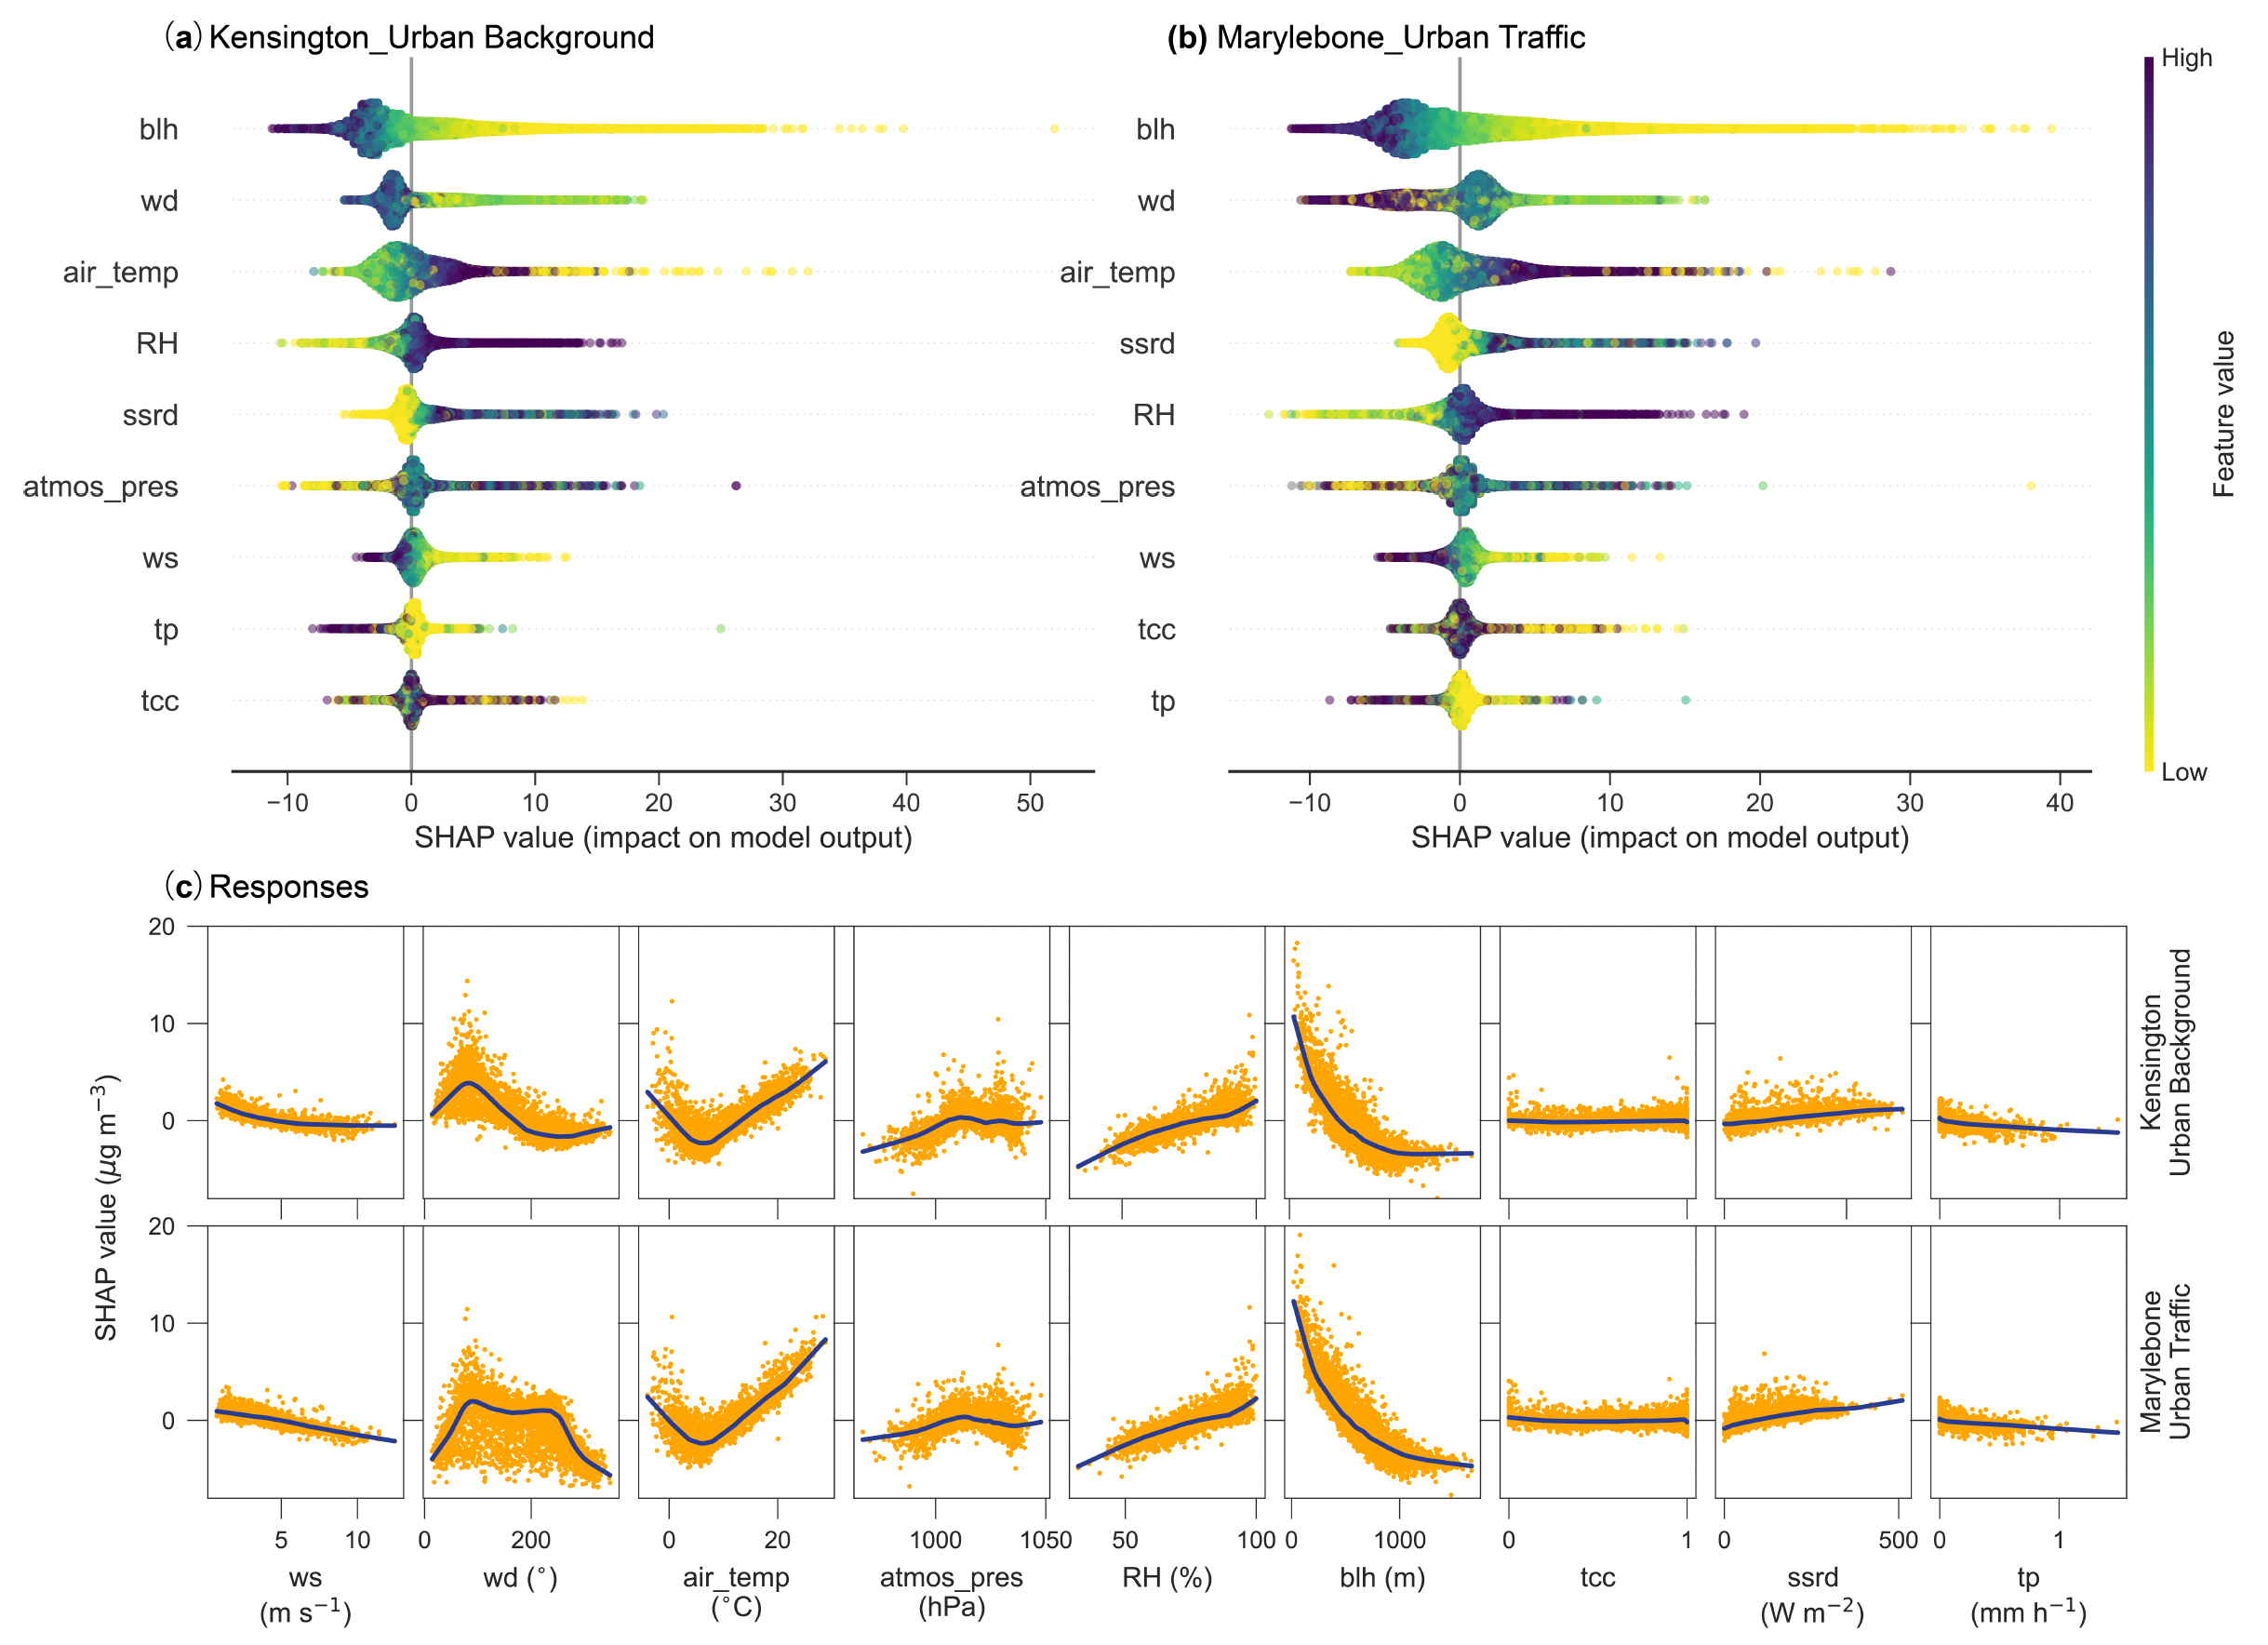 (a) Kensington_Urban Background
(b) Marylebone_Urban Traffic
High
blh
wd
air_temp
RH
ssrd
atmos_pres
ws
tp
tcc
−10 0 10 20 30 40 50
SHAP value (impact on model output)
blh
wd
air_temp
ssrd
RH
atmos_pres
ws
tcc
tp
−10 0 10 20 30 40
SHAP value (impact on model output)
Feature value
Low
(c) Responses
20
10
0
20
10
0
SHAP value (μg m⁻³)
Kensington
Urban Background
Marylebone
Urban Traffic
5 10
0 200
0 20
1000 1050
50 100
0 1000
0 1
0 500
0 1
ws
(m s⁻¹)
wd (°)
air_temp
(°C)
atmos_pres
(hPa)
RH (%)
blh (m)
tcc
ssrd
(W m⁻²)
tp
(mm h⁻¹)